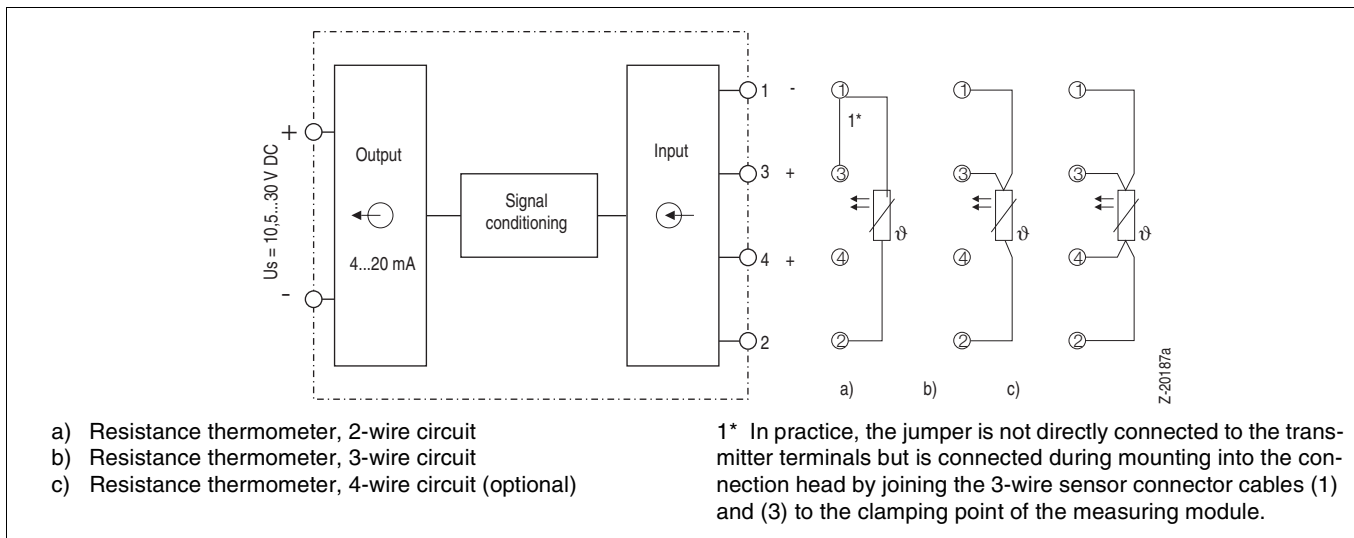 Us = 10,5...30 V DC
+
-
Output
4...20 mA
Signal
conditioning
Input
1 -
3 +
4 +
2
1
1*
3
4
2
ϑ
1
3
4
2
ϑ
1
3
4
2
ϑ
a) b) c)
Z-20187a
a) Resistance thermometer, 2-wire circuit
b) Resistance thermometer, 3-wire circuit
c) Resistance thermometer, 4-wire circuit (optional)
1* In practice, the jumper is not directly connected to the trans-
mitter terminals but is connected during mounting into the con-
nection head by joining the 3-wire sensor connector cables (1)
and (3) to the clamping point of the measuring module.